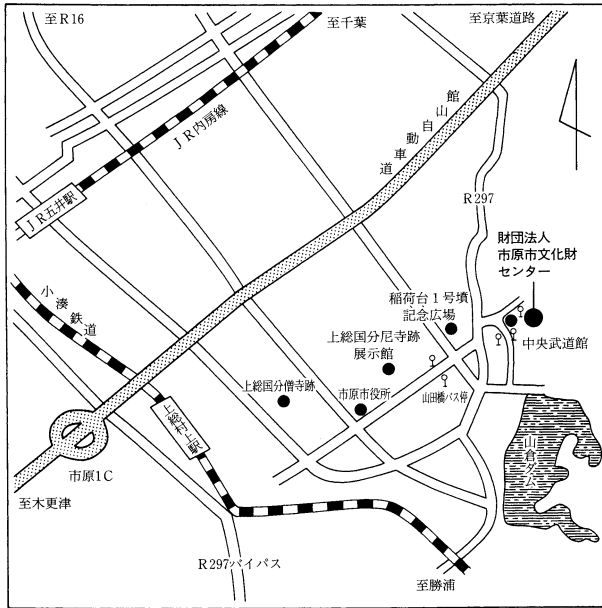 至R16
至千葉
至京葉道路
JR内房線
館山自動車道
JR五井駅
R297
財団法人
市原市文化財
センター
小湊鉄道
稲荷台1号墳
記念広場
中央武道館
上総国分尼寺跡
展示館
山田橋バス停
上総国分僧寺跡
市原市役所
上総村上駅
山倉ダム
市原1C
至木更津
R297バイパス
至勝浦